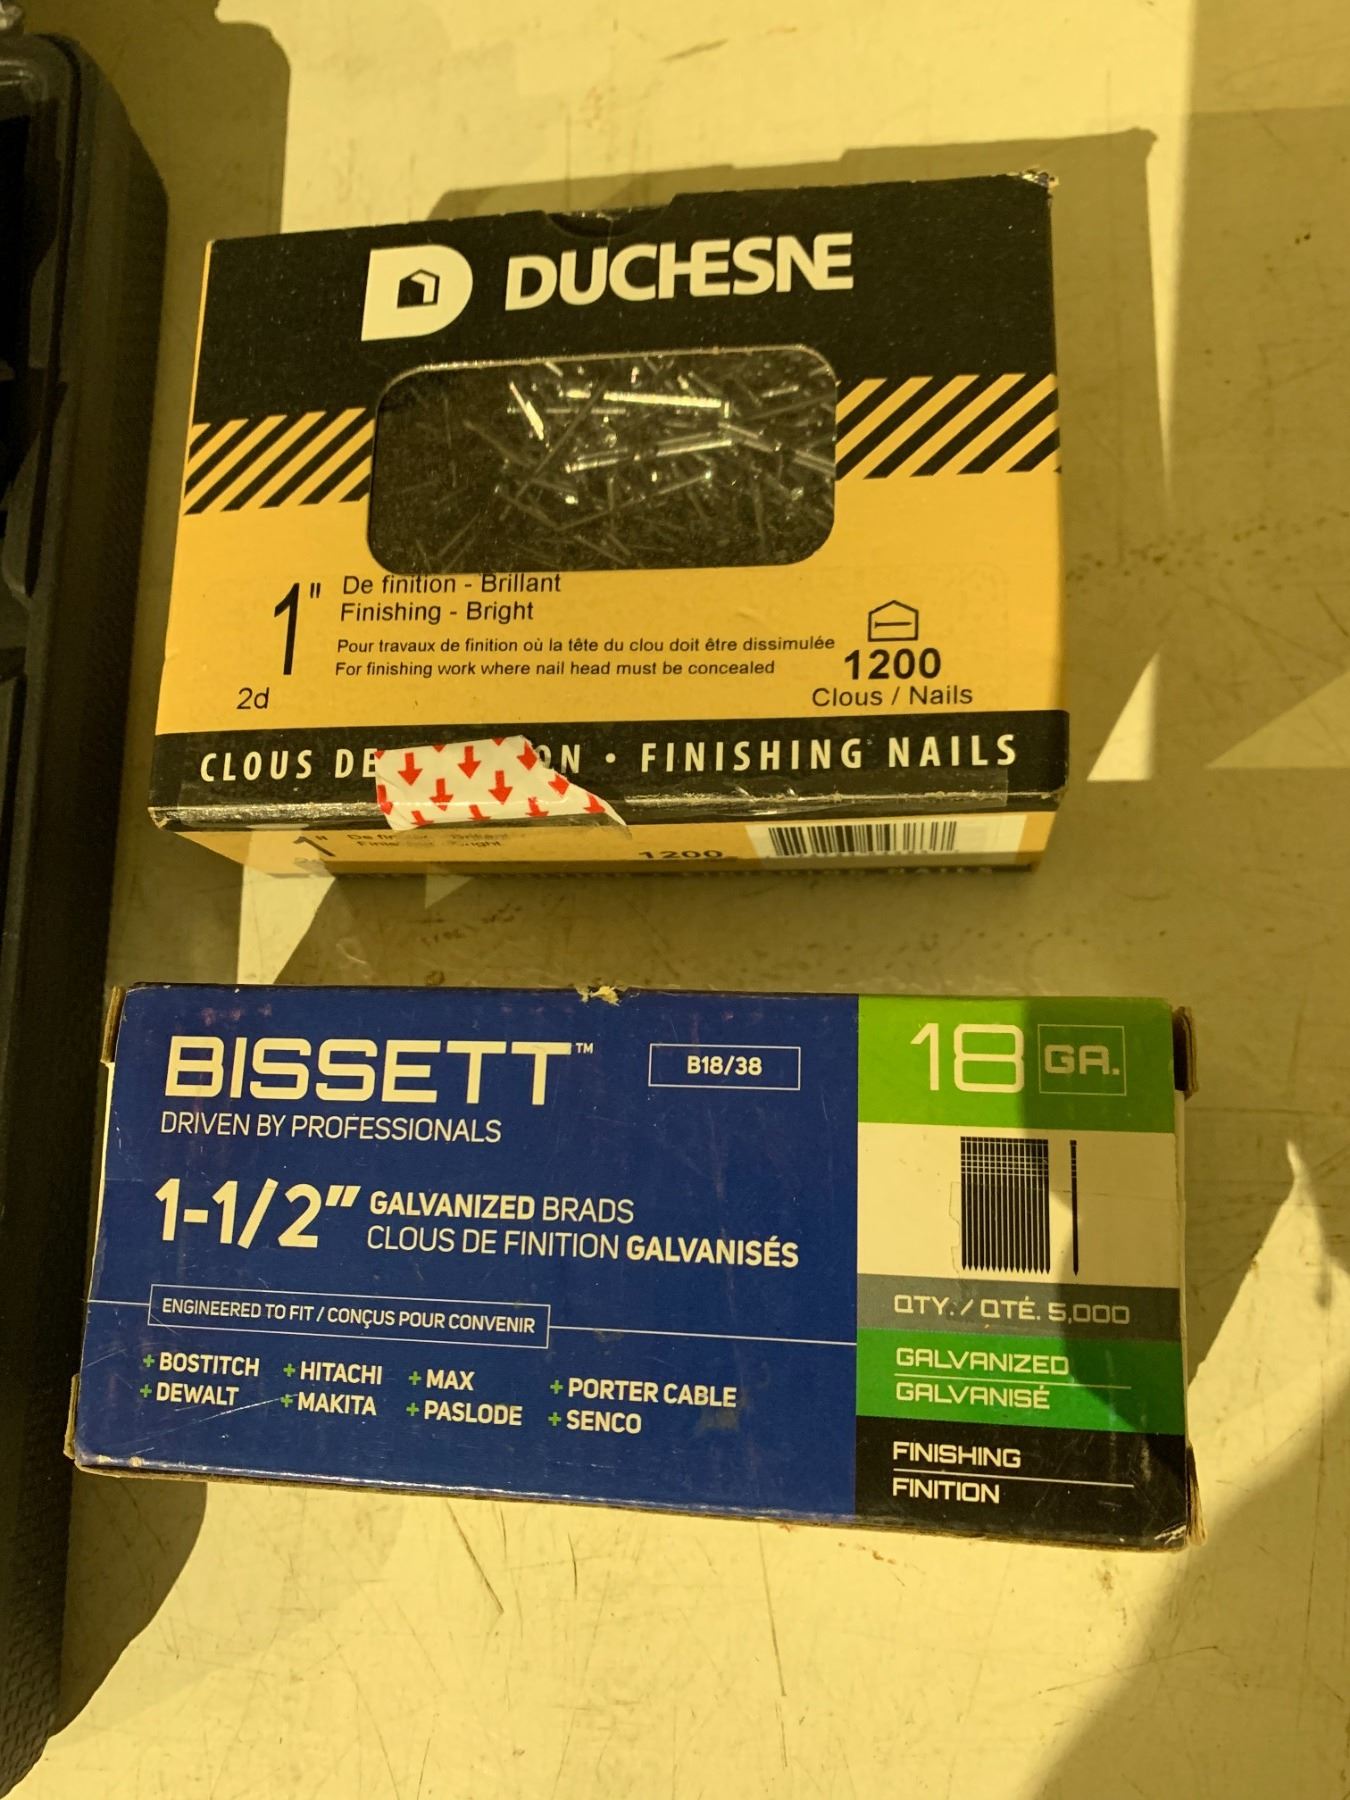 DUCHESNE
1"
De finition - Brillant
Finishing - Bright
Pour travaux de finition où la tête du clou doit être dissimulée
For finishing work where nail head must be concealed
2d
1200
Clous / Nails
CLOUS DE ON • FINISHING NAILS
1"
1200
BISSETT™
DRIVEN BY PROFESSIONALS
B18/38
18 GA.
1-1/2" GALVANIZED BRADS
CLOUS DE FINITION GALVANISÉS
ENGINEERED TO FIT / CONÇUS POUR CONVENIR
+ BOSTITCH + HITACHI + MAX + PORTER CABLE
+ DEWALT + MAKITA + PASLODE + SENCO
QTY. / QTÉ. 5,000
GALVANIZED
GALVANISÉ
FINISHING
FINITION